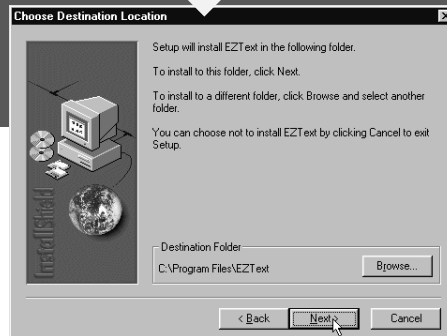 Choose Destination Location
Setup will install EZText in the following folder.
To install to this folder, click Next.
To install to a different folder, click Browse and select another
folder.
You can choose not to install EZText by clicking Cancel to exit
Setup.
InstallShield
Destination Folder
C:\Program Files\EZText
Browse...
< Back
Next >
Cancel